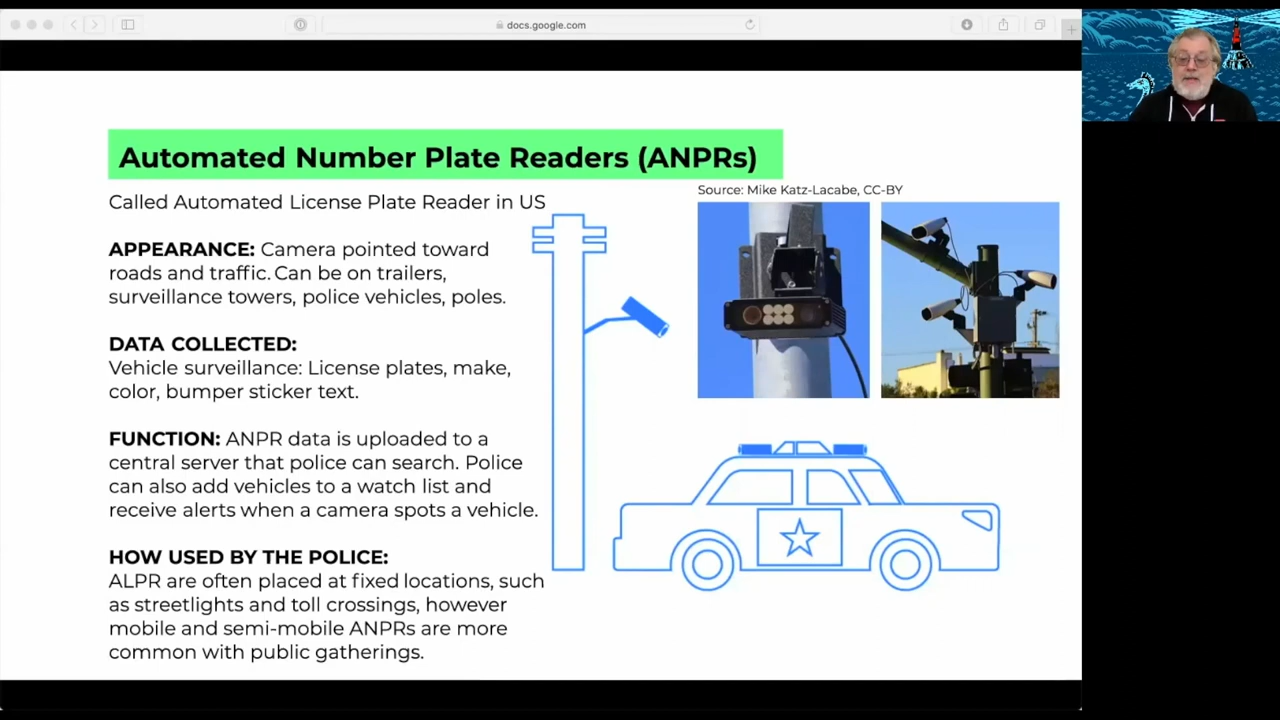 docs.google.com
Automated Number Plate Readers (ANPRs)
Called Automated License Plate Reader in US
Source: Mike Katz-Lacabe, CC-BY
APPEARANCE: Camera pointed toward
roads and traffic. Can be on trailers,
surveillance towers, police vehicles, poles.
DATA COLLECTED:
Vehicle surveillance: License plates, make,
color, bumper sticker text.
FUNCTION: ANPR data is uploaded to a
central server that police can search. Police
can also add vehicles to a watch list and
receive alerts when a camera spots a vehicle.
HOW USED BY THE POLICE:
ALPR are often placed at fixed locations, such
as streetlights and toll crossings, however
mobile and semi-mobile ANPRs are more
common with public gatherings.